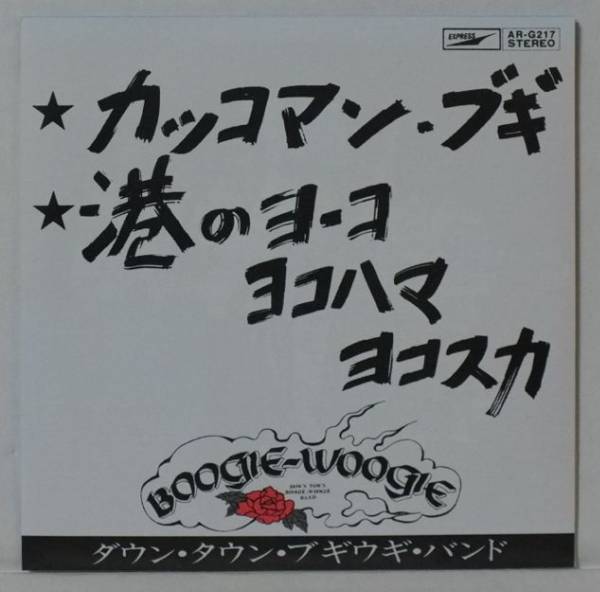 EXPRESS
AR-G217
STEREO
★カッコマン・ブギ
★港のヨーコ
ヨコハマ
ヨコスカ
BOOGIE-WOOGIE
DOWN TOWN
BOOGIE-WOOGIE
BAND
ダウン・タウン・ブギウギ・バンド